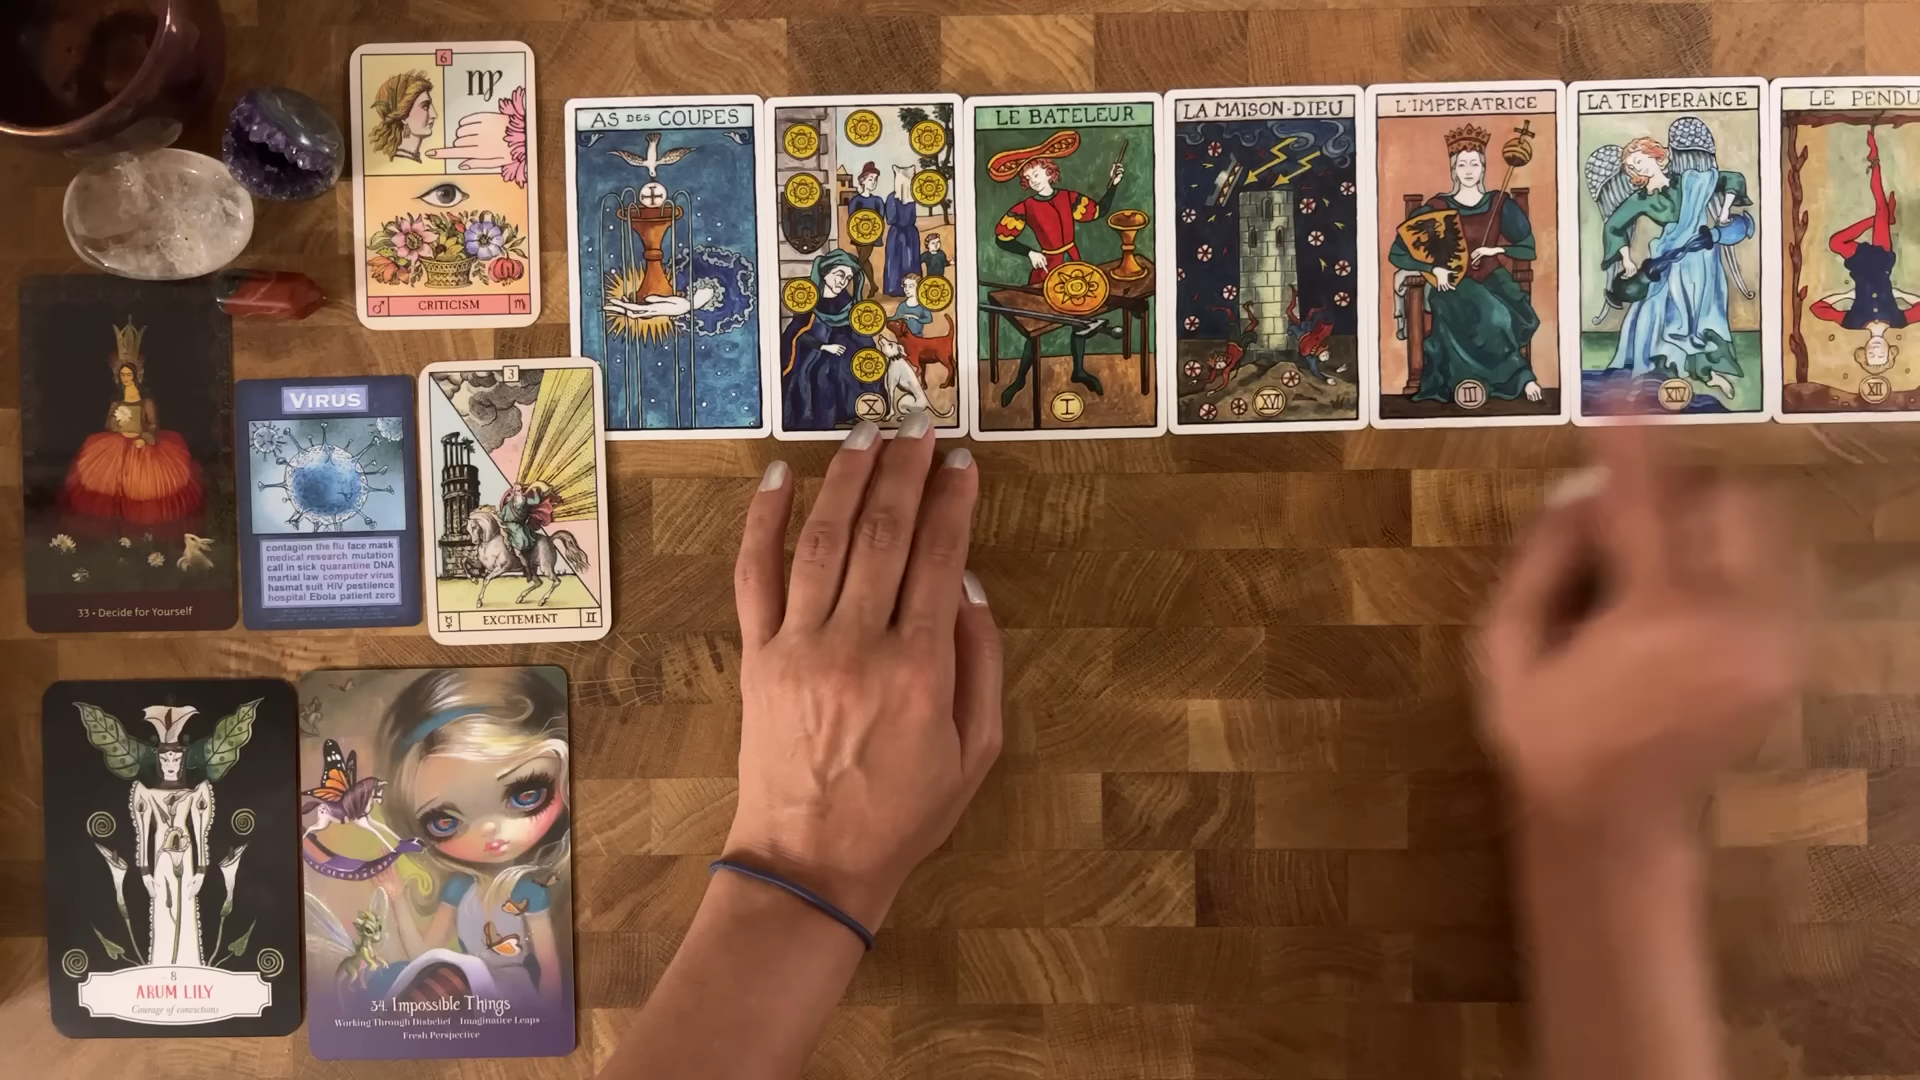 6
CRITICISM
AS DES COUPES
X
LE BATELEUR
I
LA MAISON-DIEU
XVI
L'IMPERATRICE
III
LA TEMPERANCE
XIV
LE PENDU
XII
33 • Decide for Yourself
VIRUS
contagion the flu face mask
medical research mutation
call in sick quarantine DNA
martial law computer virus
hasmat suit HIV pestilence
hospital Ebola patient zero
3
EXCITEMENT
8
ARUM LILY
Courage of convictions
34. Impossible Things
Working Through Disbelief Imaginative Leaps
Fresh Perspective